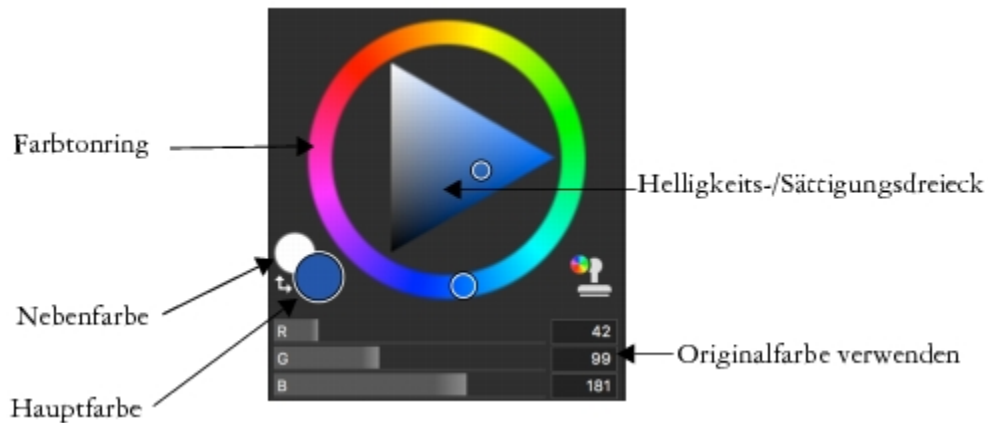 Farbtonring
Helligkeits-/Sättigungsdreieck
Nebenfarbe
R 42
G 99
B 181
Originalfarbe verwenden
Hauptfarbe